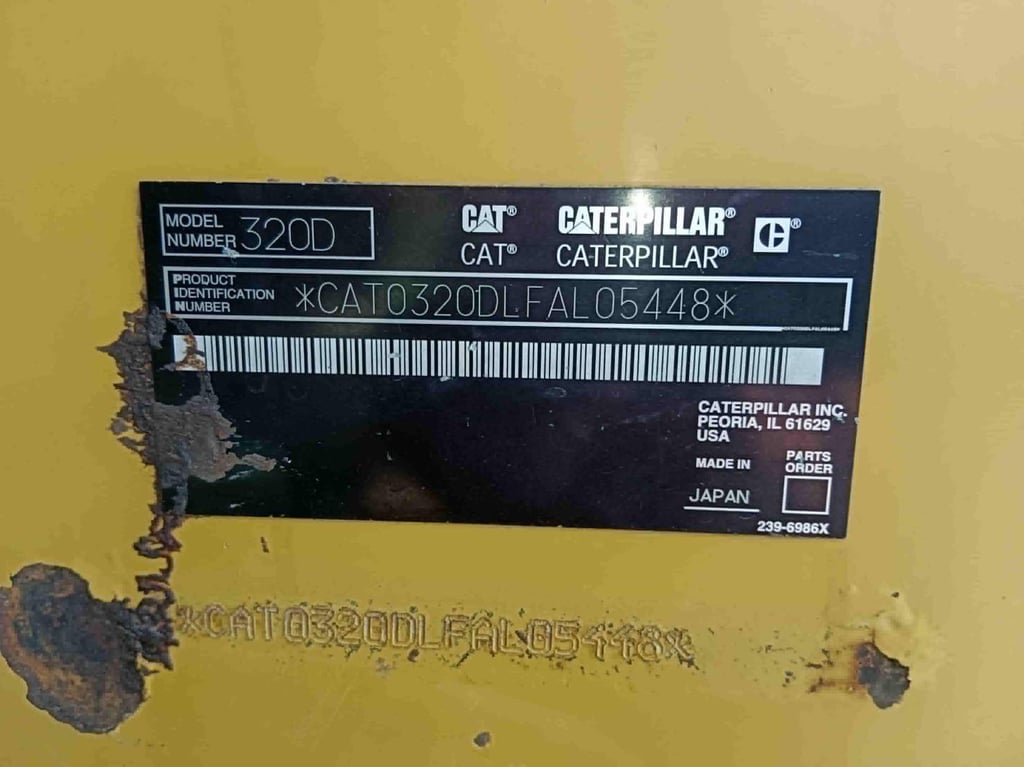 MODEL NUMBER 320D
CAT® CATERPILLAR® C®
CAT® CATERPILLAR®
PRODUCT IDENTIFICATION NUMBER *CAT0320DLFAL05448*
*CAT0320DLFAL05448*
CATERPILLAR INC.
PEORIA, IL 61629
USA
MADE IN JAPAN
PARTS ORDER
239-6986X
*CAT0320DLFAL05448*